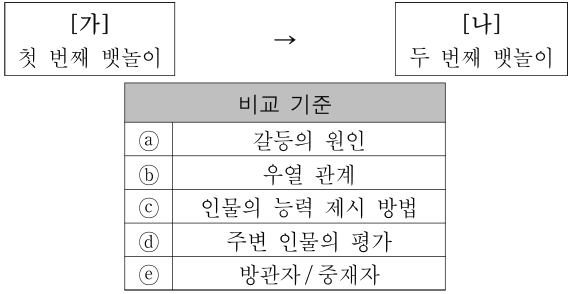 [가]
첫 번째 뱃놀이
→
[나]
두 번째 뱃놀이
비교 기준
ⓐ 갈등의 원인
ⓑ 우열 관계
ⓒ 인물의 능력 제시 방법
ⓓ 주변 인물의 평가
ⓔ 방관자/중재자